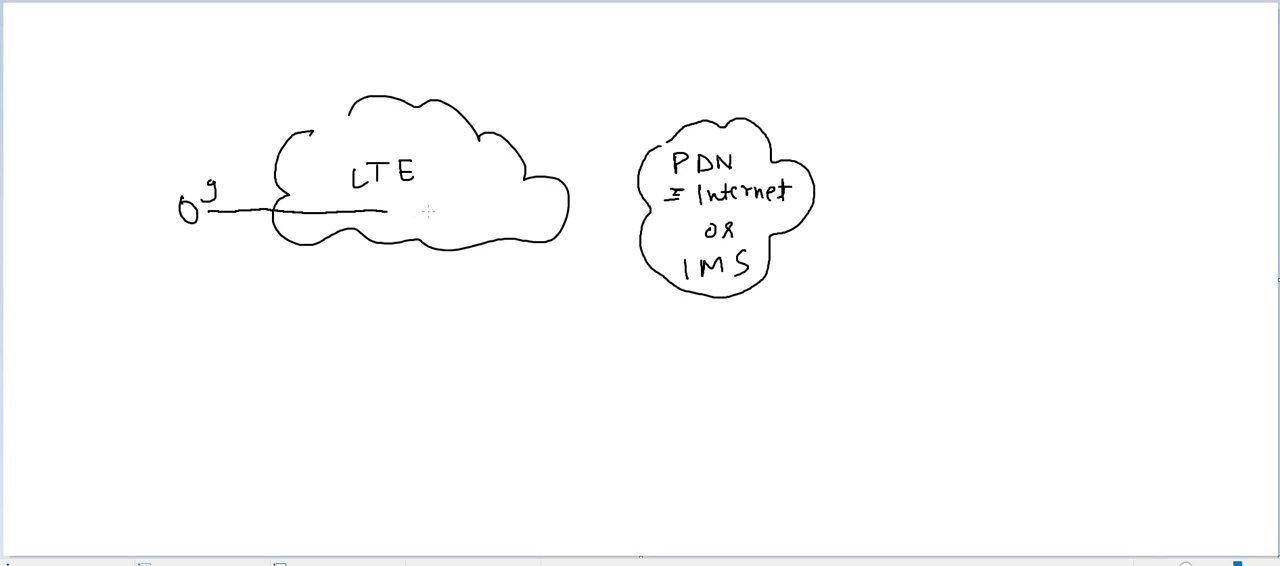 LTE
PDN
= Internet
OR
IMS